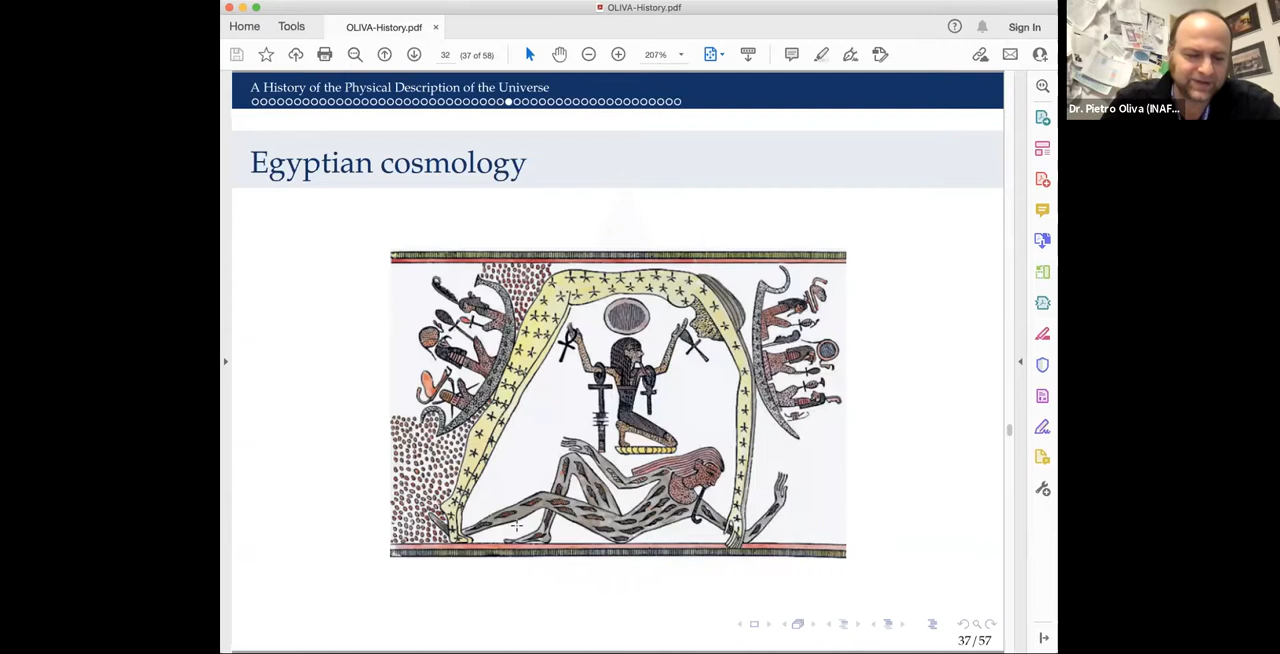 OLIVA-History.pdf
Home Tools OLIVA-History.pdf × Sign In
32 (37 of 58) 207%
A History of the Physical Description of the Universe
Egyptian cosmology
37/57
Dr. Pietro Oliva (INAF...